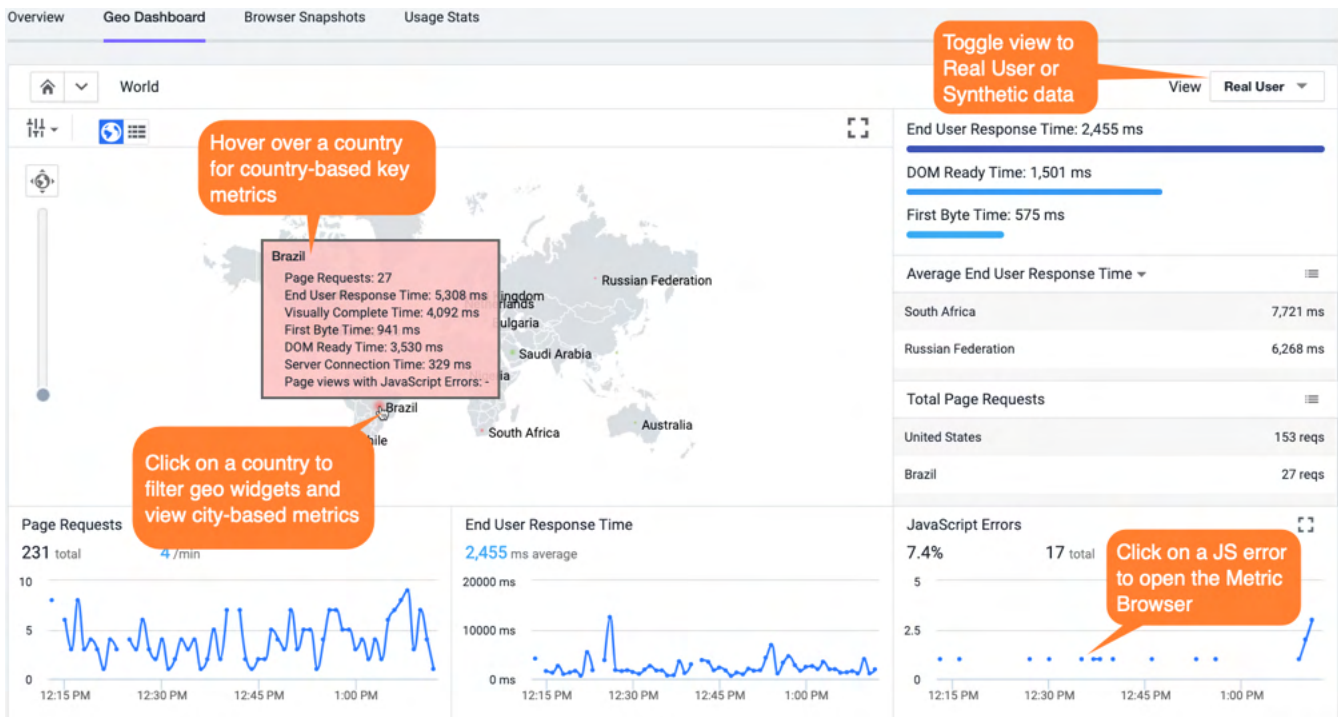 Overview Geo Dashboard Browser Snapshots Usage Stats
Toggle view to
Real User or
Synthetic data
World
View Real User
Hover over a country
for country-based key
metrics
End User Response Time: 2,455 ms
DOM Ready Time: 1,501 ms
First Byte Time: 575 ms
Brazil
Page Requests: 27
End User Response Time: 5,308 ms
Visually Complete Time: 4,092 ms
First Byte Time: 941 ms
DOM Ready Time: 3,530 ms
Server Connection Time: 329 ms
Page views with JavaScript Errors: -
Russian Federation
Saudi Arabia
Brazil
South Africa
Australia
Average End User Response Time
South Africa 7,721 ms
Russian Federation 6,268 ms
Total Page Requests
United States 153 reqs
Brazil 27 reqs
Click on a country to
filter geo widgets and
view city-based metrics
Page Requests
231 total 4 /min
10
5
0
12:15 PM 12:30 PM 12:45 PM 1:00 PM
End User Response Time
2,455 ms average
20000 ms
10000 ms
0 ms
12:15 PM 12:30 PM 12:45 PM 1:00 PM
JavaScript Errors
7.4% 17 total
Click on a JS error
to open the Metric
Browser
5
2.5
0
12:15 PM 12:30 PM 12:45 PM 1:00 PM